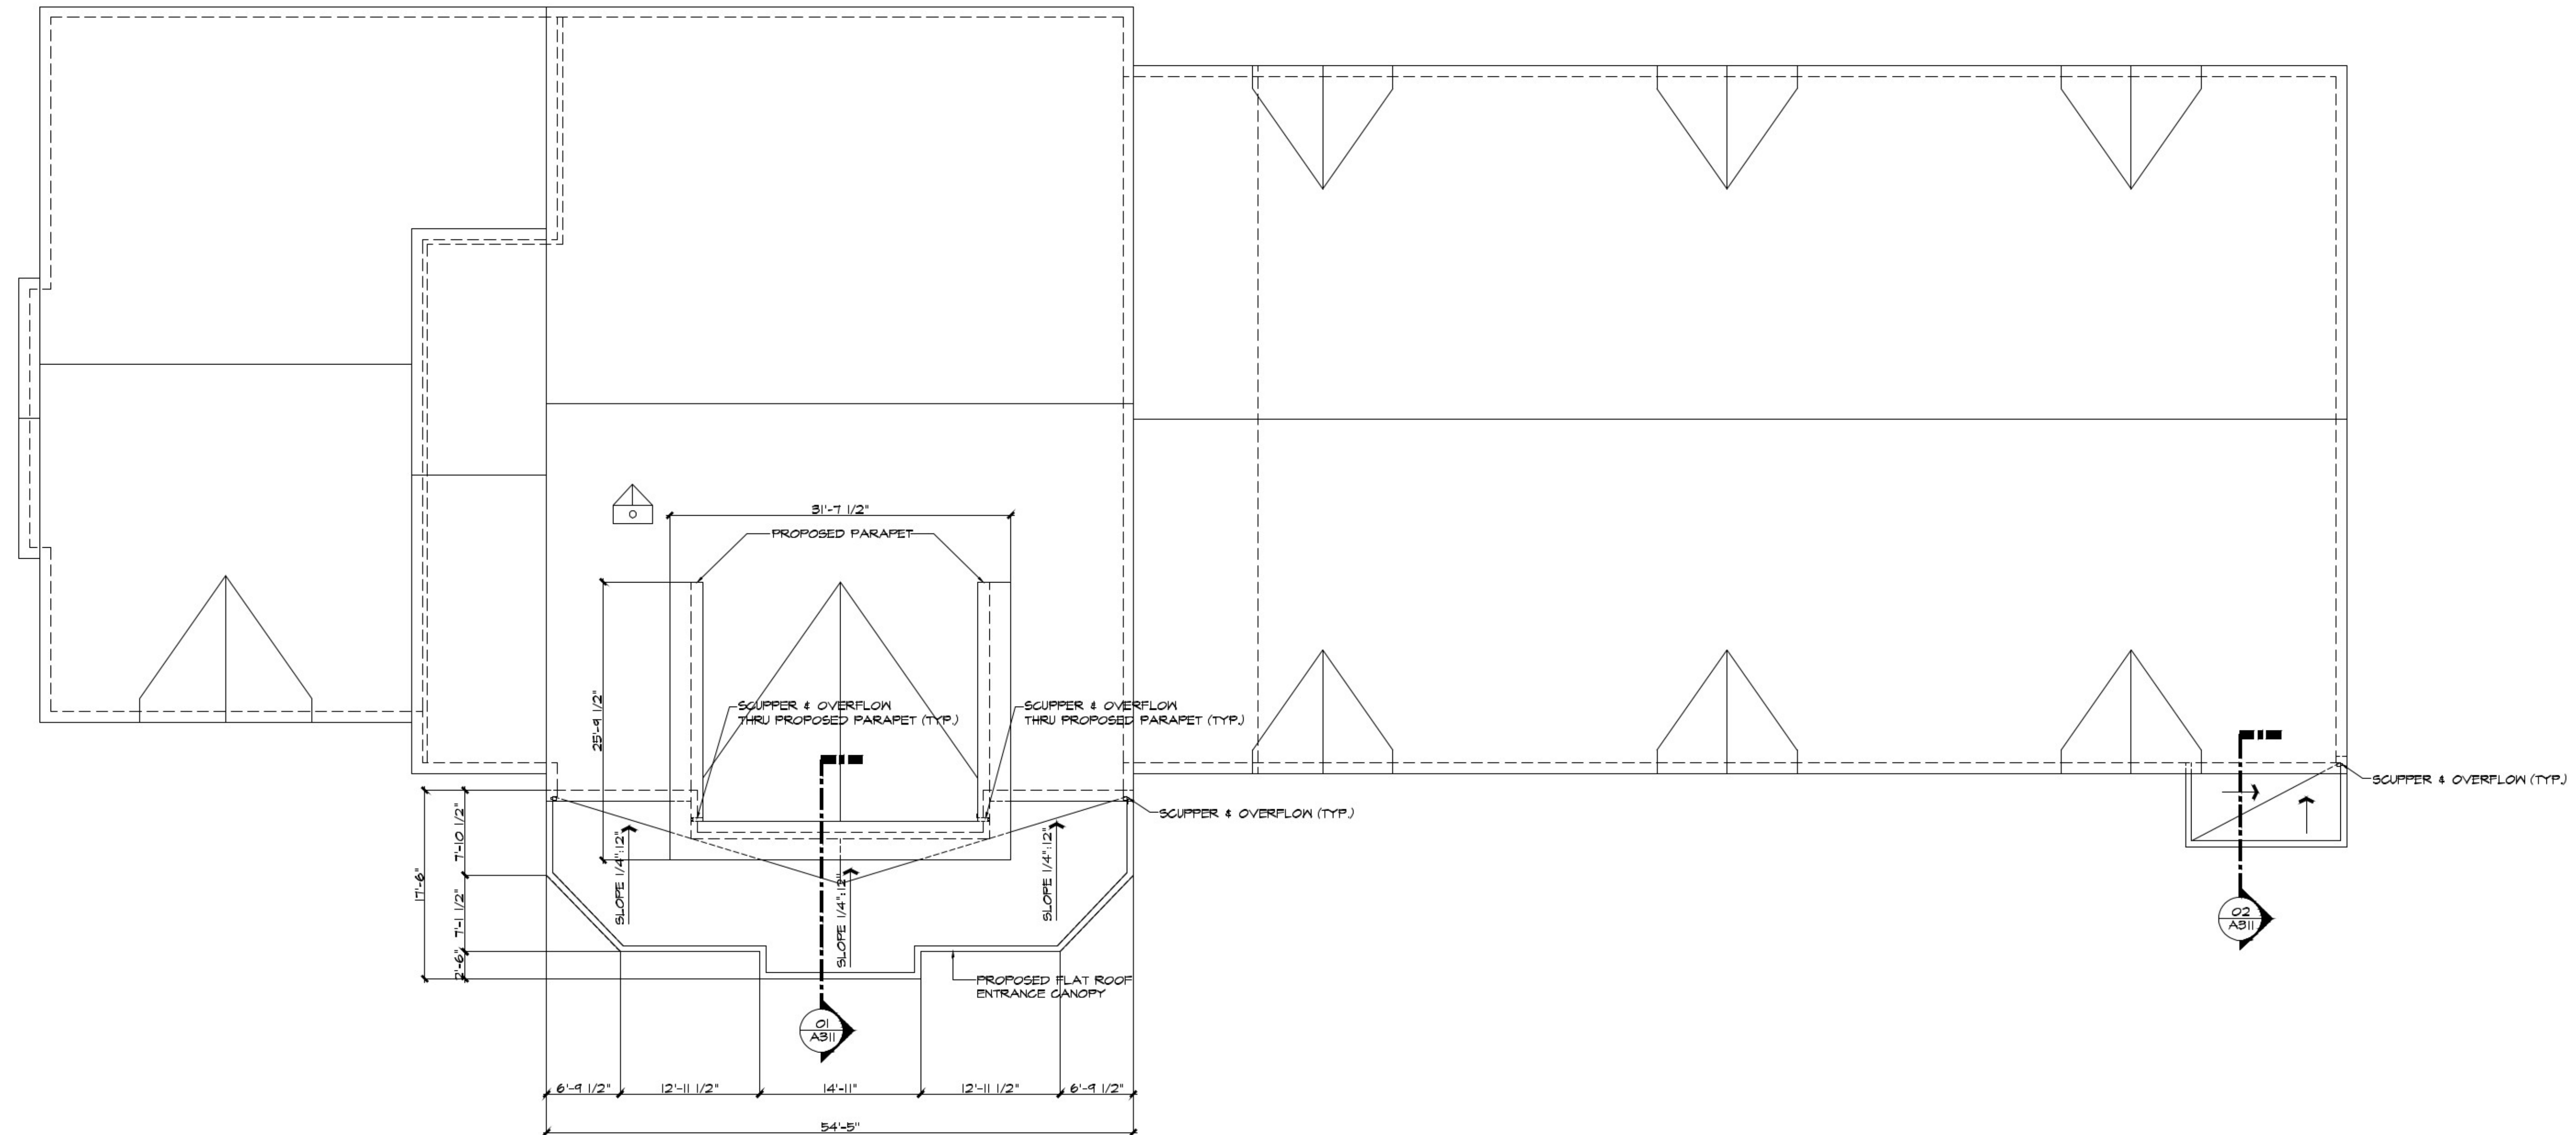 31'-7 1/2"
PROPOSED PARAPET
25'-9 1/2"
SCUPPER & OVERFLOW
THRU PROPOSED PARAPET (TYP.)
SCUPPER & OVERFLOW
THRU PROPOSED PARAPET (TYP.)
SCUPPER & OVERFLOW (TYP.)
SCUPPER & OVERFLOW (TYP.)
17'-6"
7'-10 1/2"
7'-1 1/2"
2'-6"
SLOPE 1/4":12"
SLOPE 1/4":12"
SLOPE 1/4":12"
02
A311
PROPOSED FLAT ROOF
ENTRANCE CANOPY
01
A311
6'-9 1/2"
12'-11 1/2"
14'-11"
12'-11 1/2"
6'-9 1/2"
54'-5"